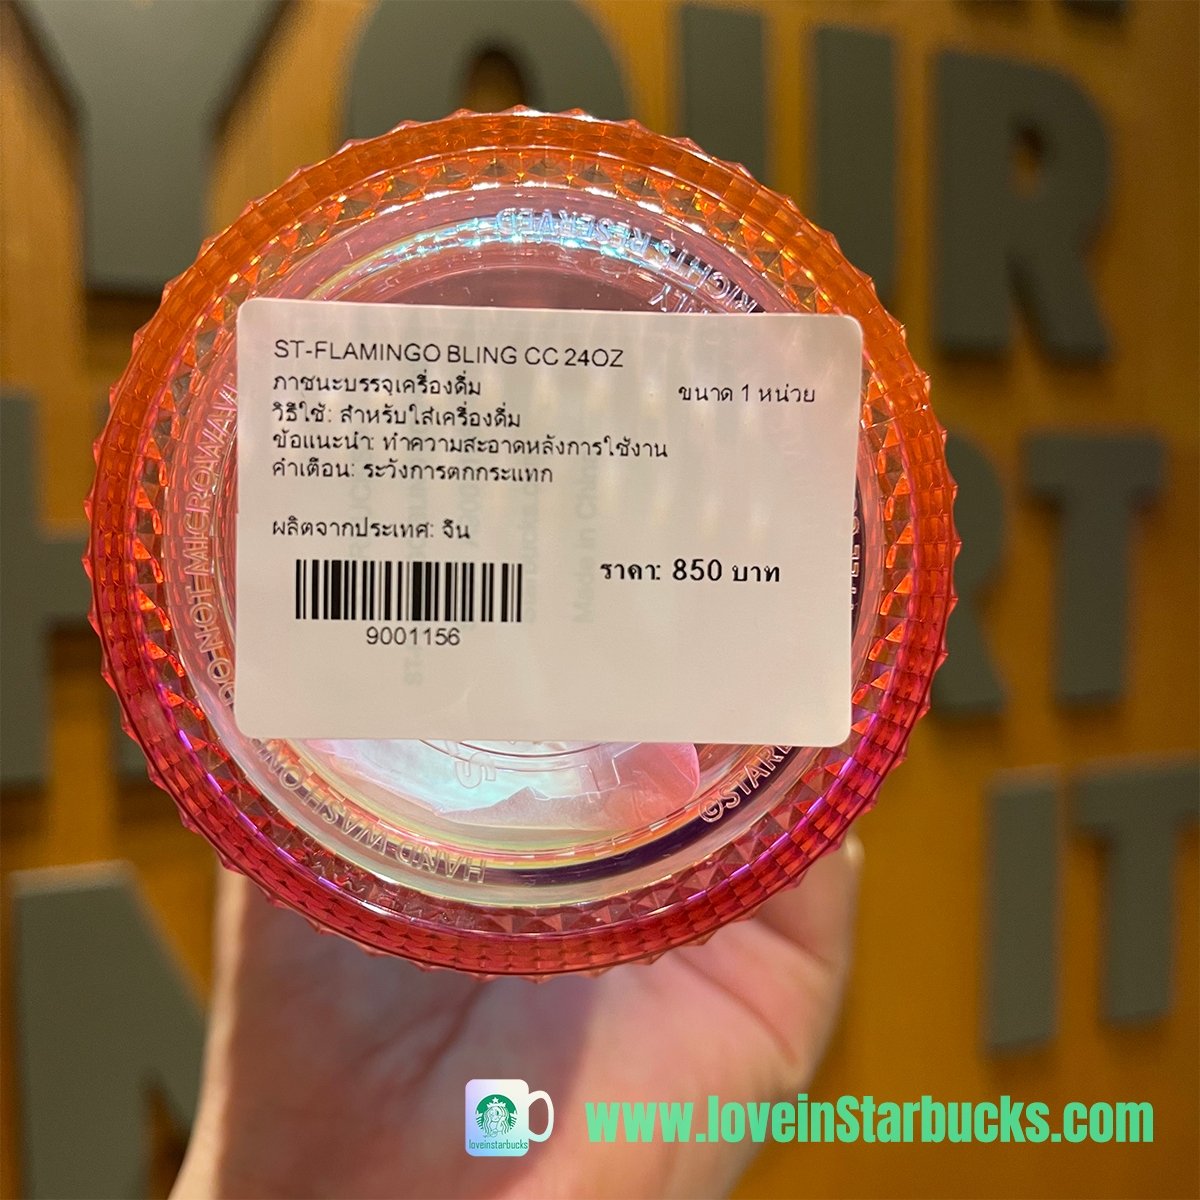 YOUR
ST-FLAMINGO BLING CC 24OZ
ภาชนะบรรจุเครื่องดื่ม
ขนาด 1 หน่วย
วิธีใช้: สำหรับใส่เครื่องดื่ม
ข้อแนะนำ: ทำความสะอาดหลังการใช้งาน
คำเตือน: ระวังการตกกระแทก
ผลิตจากประเทศ: จีน
ราคา: 850 บาท
9001156
RIGHTS RESERVED
DO NOT MICROWAV
HAND-WASH ON
©STARB
IT
loveinstarbucks
www.loveinStarbucks.com